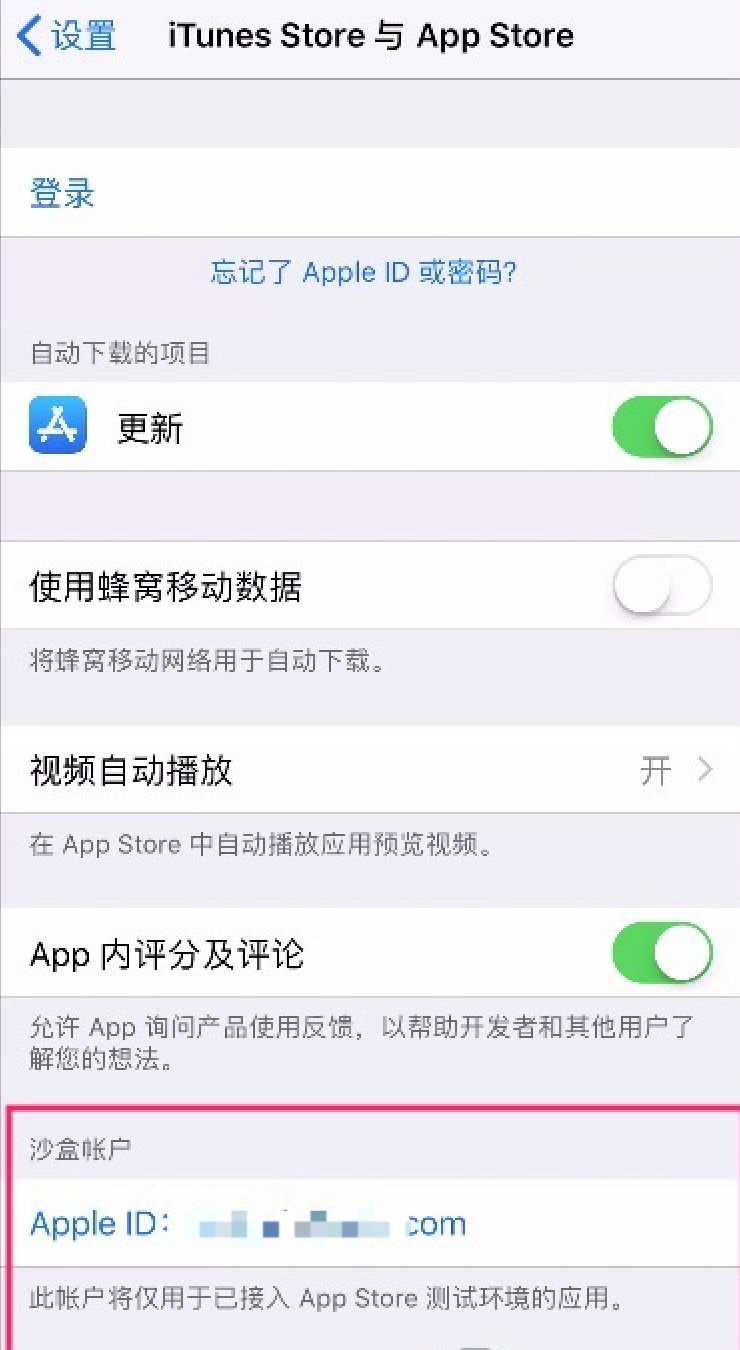 设置
iTunes Store 与 App Store
登录
忘记了 Apple ID 或密码?
自动下载的项目
更新
使用蜂窝移动数据
将蜂窝移动网络用于自动下载。
视频自动播放
开
在 App Store 中自动播放应用预览视频。
App 内评分及评论
允许 App 询问产品使用反馈，以帮助开发者和其他用户了
解您的想法。
沙盒帐户
Apple ID： com
此帐户将仅用于已接入 App Store 测试环境的应用。